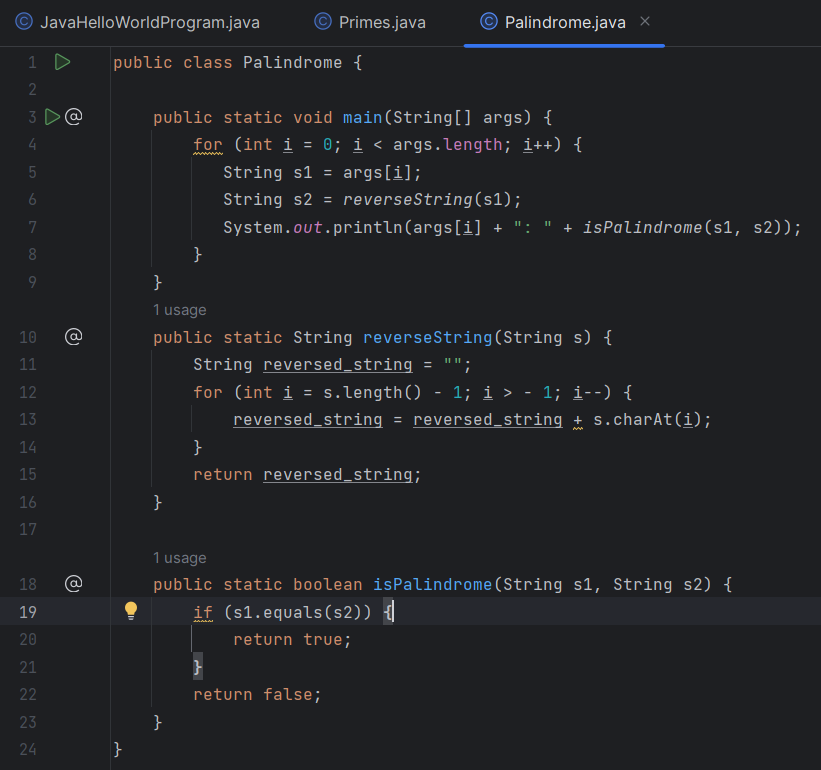 JavaHelloWorldProgram.java Primes.java Palindrome.java
1 public class Palindrome {
2
3 @ public static void main(String[] args) {
4 for (int i = 0; i < args.length; i++) {
5 String s1 = args[i];
6 String s2 = reverseString(s1);
7 System.out.println(args[i] + ": " + isPalindrome(s1, s2));
8 }
9 }
1 usage
10 @ public static String reverseString(String s) {
11 String reversed_string = "";
12 for (int i = s.length() - 1; i > - 1; i--) {
13 reversed_string = reversed_string + s.charAt(i);
14 }
15 return reversed_string;
16 }
17
1 usage
18 @ public static boolean isPalindrome(String s1, String s2) {
19 if (s1.equals(s2)) {
20 return true;
21 }
22 return false;
23 }
24 }